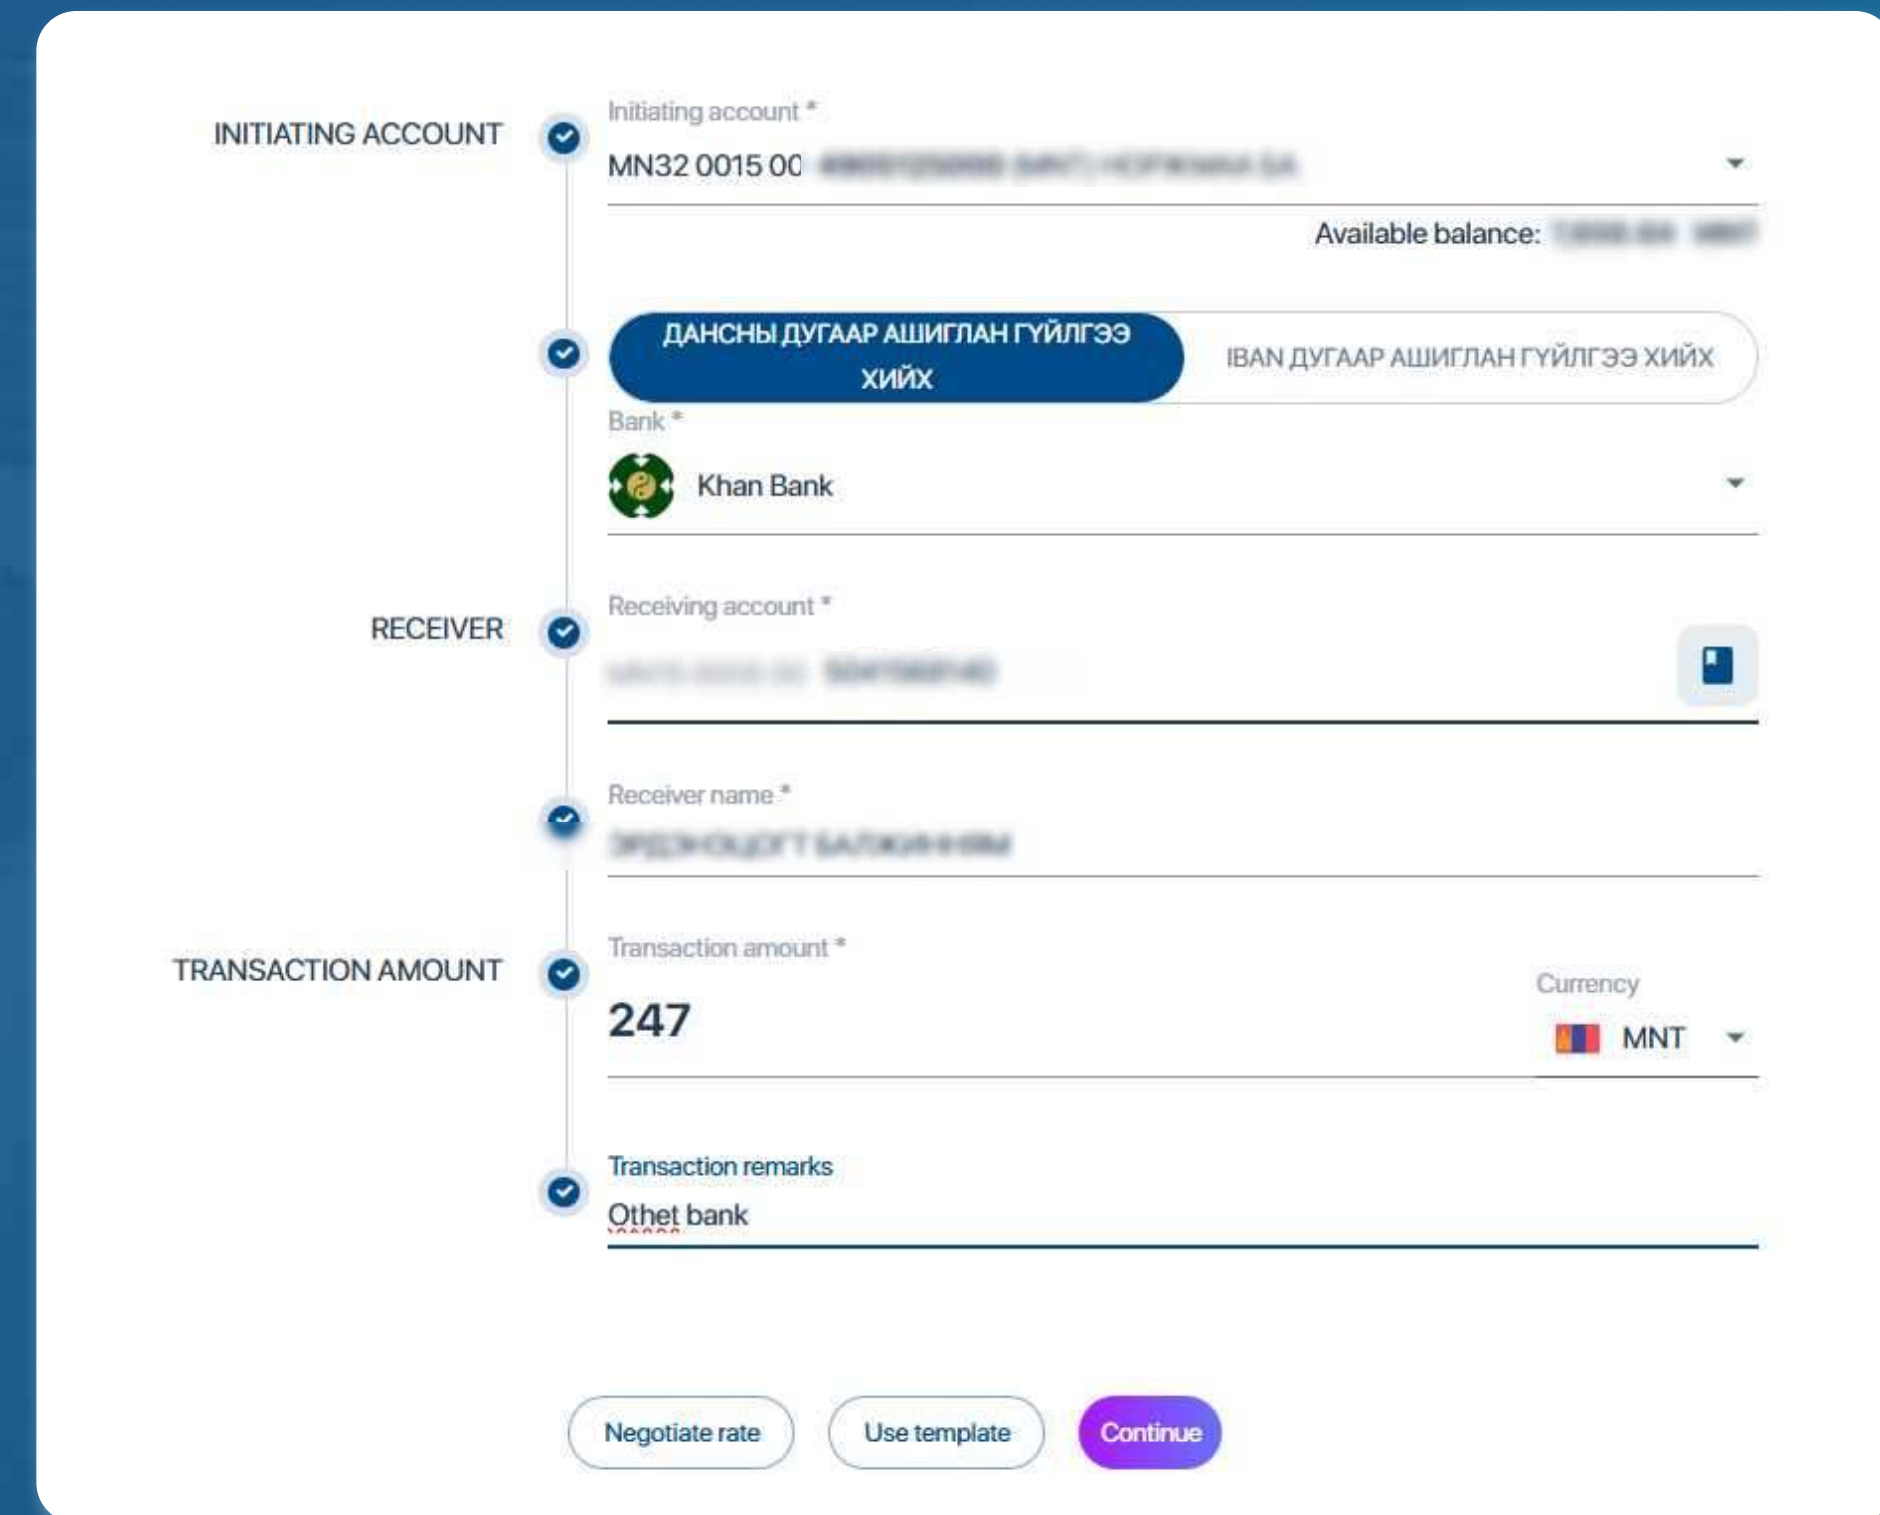 INITIATING ACCOUNT
Initiating account *
MN32 0015 00
Available balance:
ДАНСНЫ ДУГААР АШИГЛАН ГҮЙЛГЭЭ
ХИЙХ
IBAN ДУГААР АШИГЛАН ГҮЙЛГЭЭ ХИЙХ
Bank *
Khan Bank
RECEIVER
Receiving account *
Receiver name *
TRANSACTION AMOUNT
Transaction amount *
247
Currency
MNT
Transaction remarks
Othet bank
Negotiate rate
Use template
Continue